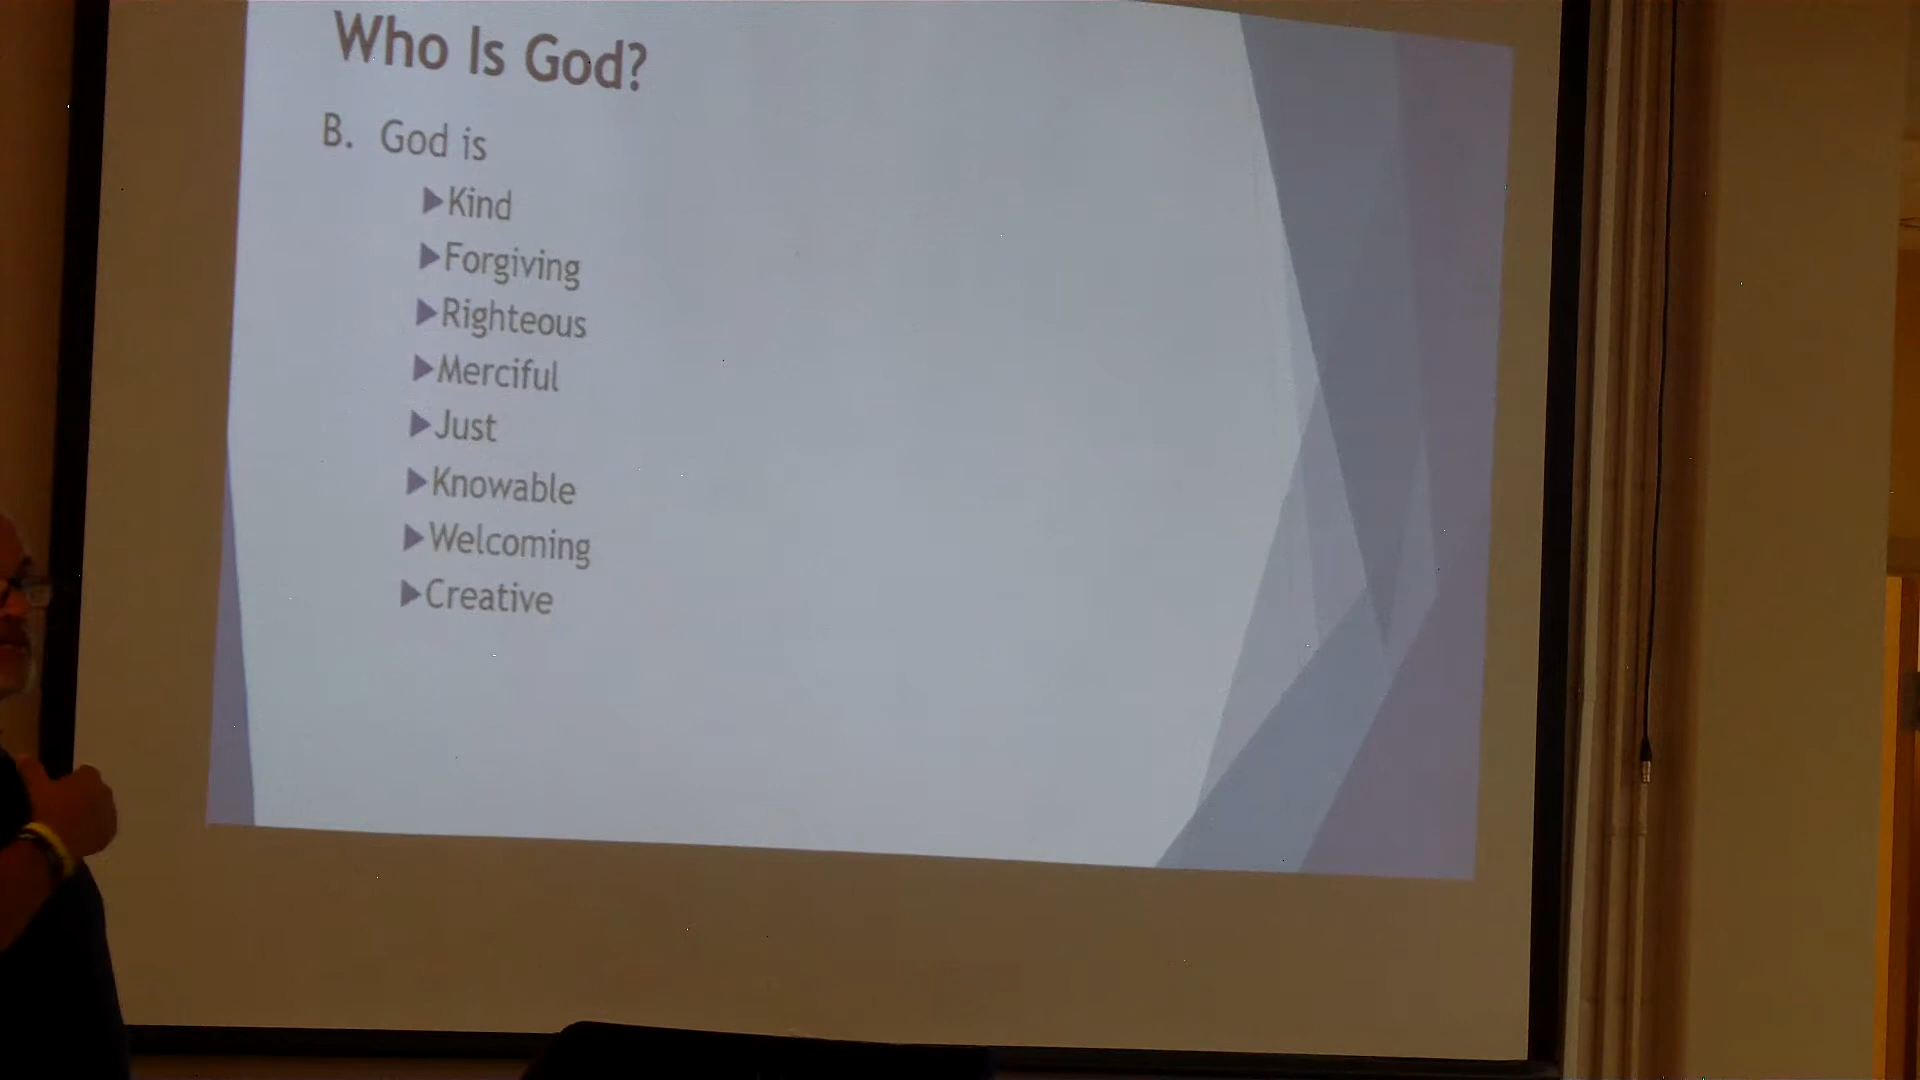 Who Is God?
B. God is
▶Kind
▶Forgiving
▶Righteous
▶Merciful
▶Just
▶Knowable
▶Welcoming
▶Creative